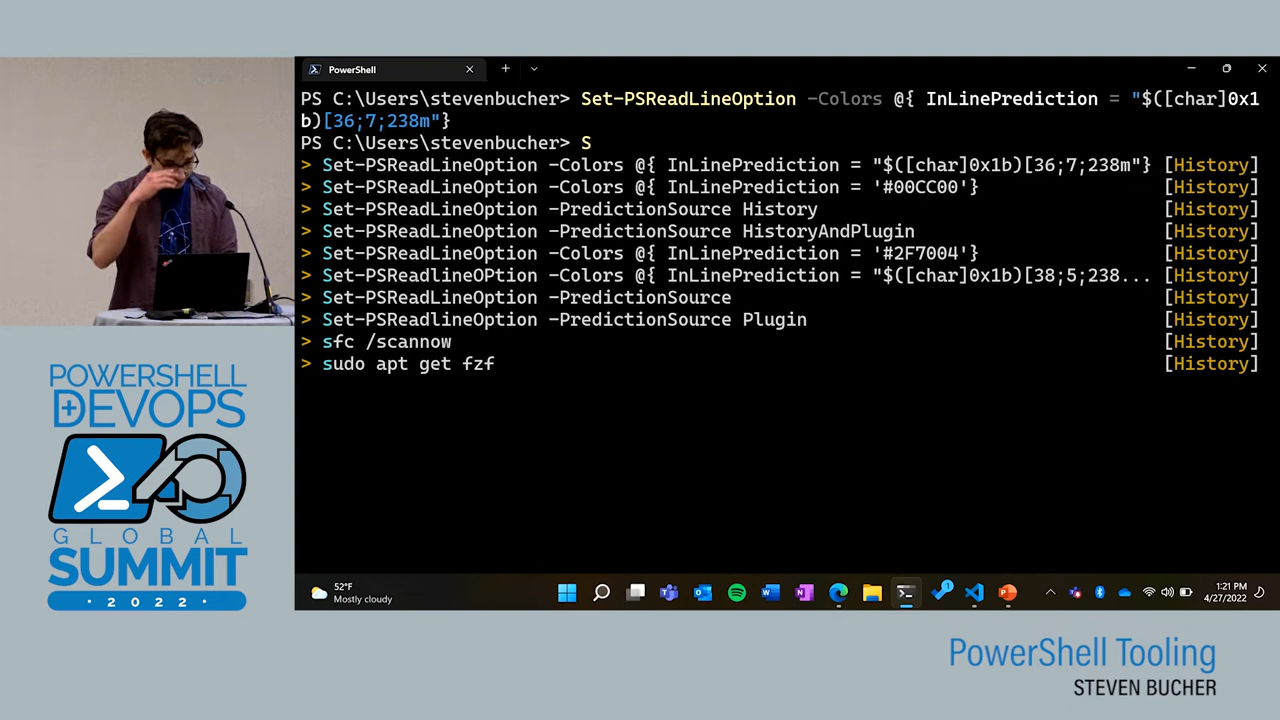 PowerShell
PS C:\Users\stevenbucher> Set-PSReadLineOption -Colors @{ InLinePrediction = "$([char]0x1
b)[36;7;238m"}
PS C:\Users\stevenbucher> S
> Set-PSReadLineOption -Colors @{ InLinePrediction = "$([char]0x1b)[36;7;238m"} [History]
> Set-PSReadLineOption -Colors @{ InLinePrediction = '#00CC00'} [History]
> Set-PSReadLineOption -PredictionSource History [History]
> Set-PSReadLineOption -PredictionSource HistoryAndPlugin [History]
> Set-PSReadLineOption -Colors @{ InLinePrediction = '#2F7004'} [History]
> Set-PSReadlineOption -Colors @{ InLinePrediction = "$([char]0x1b)[38;5;238... [History]
> Set-PSReadLineOption -PredictionSource [History]
> Set-PSReadlineOption -PredictionSource Plugin [History]
> sfc /scannow [History]
> sudo apt get fzf [History]
POWERSHELL
+DEVOPS
GLOBAL
SUMMIT
· 2022 ·
52°F
Mostly cloudy
1:21 PM
4/27/2022
PowerShell Tooling
STEVEN BUCHER